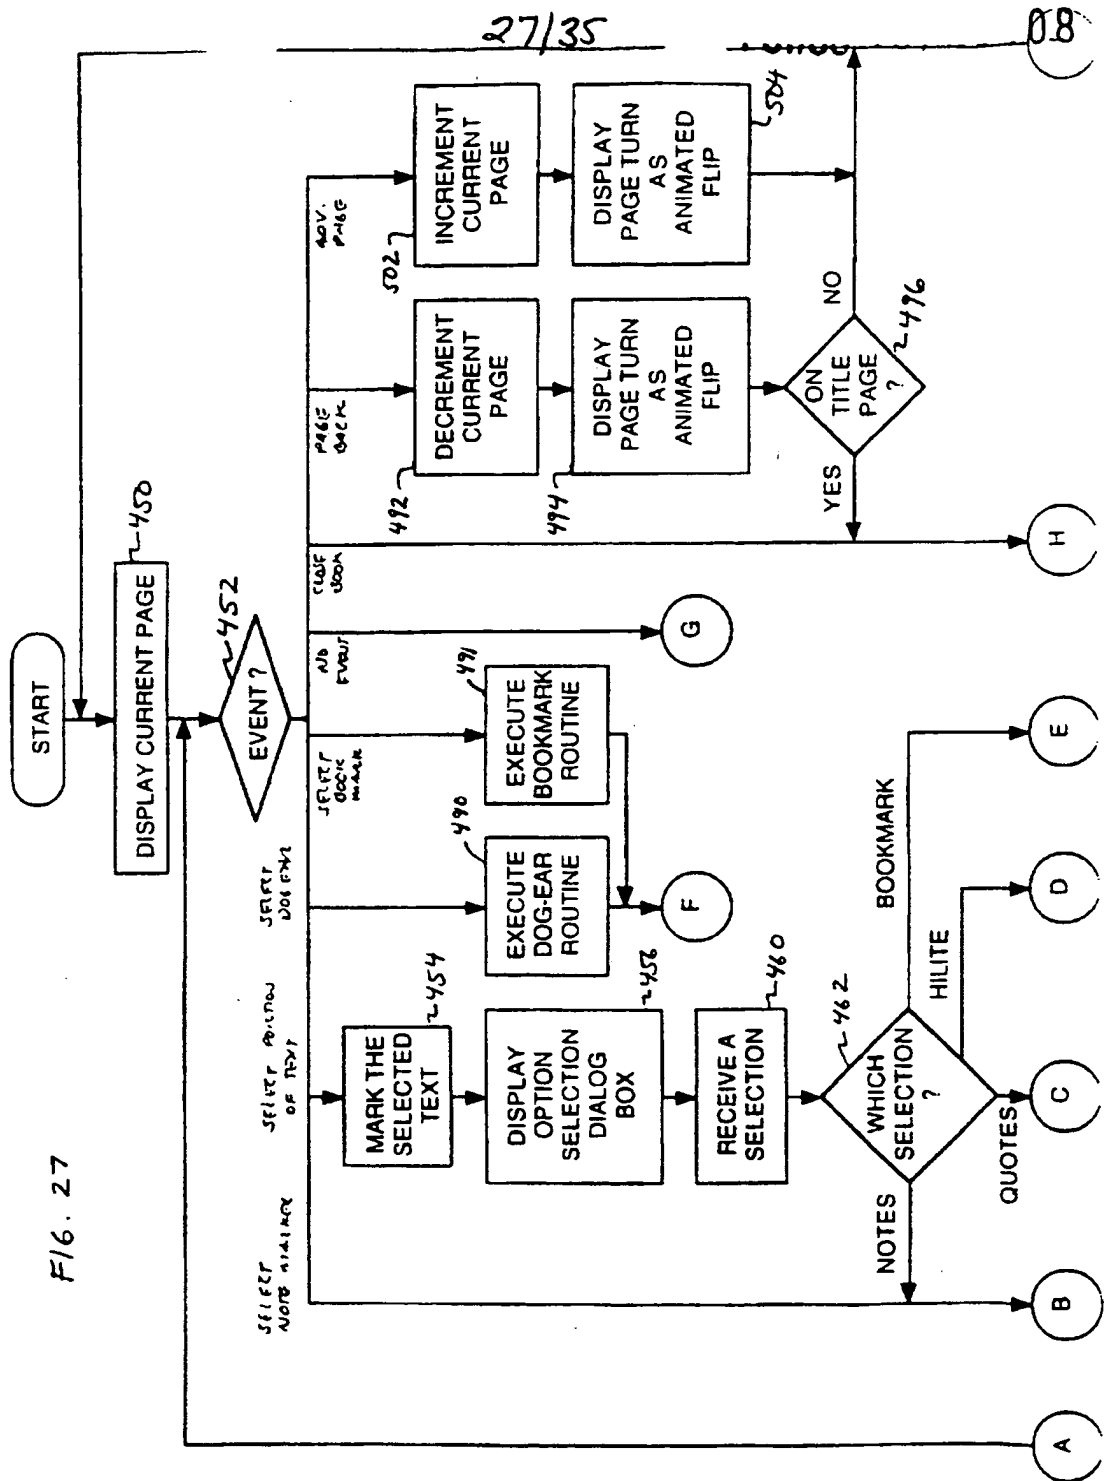 27/35
08
FIG. 27
START
DISPLAY CURRENT PAGE
450
EVENT?
452
SELECT
NOTE MARKER
SELECT PORTION
OF TEXT
SELECT
DOG EAR
SELECT
BOOK
MARK
NO
EVENT
CLOSE
BOOK
PAGE
BACK
ADV.
PAGE
MARK THE
SELECTED
TEXT
454
DISPLAY
OPTION
SELECTION
DIALOG
BOX
RECEIVE A
SELECTION
460
WHICH
SELECTION
?
462
NOTES
QUOTES
HILITE
BOOKMARK
490
EXECUTE
DOG-EAR
ROUTINE
491
EXECUTE
BOOKMARK
ROUTINE
492
DECREMENT
CURRENT
PAGE
494
DISPLAY
PAGE TURN
AS
ANIMATED
FLIP
ON
TITLE
PAGE
?
496
YES
NO
502
INCREMENT
CURRENT
PAGE
DISPLAY
PAGE TURN
AS
ANIMATED
FLIP
504
F
G
A
B
C
D
E
H